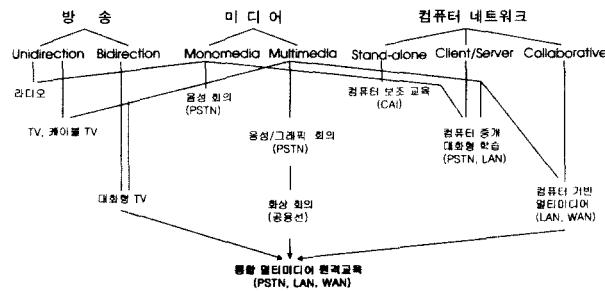 방 송 미 디 어 컴퓨터 네트워크
Unidirection Bidirection Monomedia Multimedia Stand-alone Client/Server Collaborative
라디오
음성 회의
(PSTN)
컴퓨터 보조 교육
(CAI)
TV, 케이블 TV
음성/그래픽 회의
(PSTN)
컴퓨터 중개
대화형 학습
(PSTN, LAN)
대화형 TV
화상 회의
(공용선)
컴퓨터 기반
멀티미디어
(LAN, WAN)
통합 멀티미디어 원격교육
(PSTN, LAN, WAN)